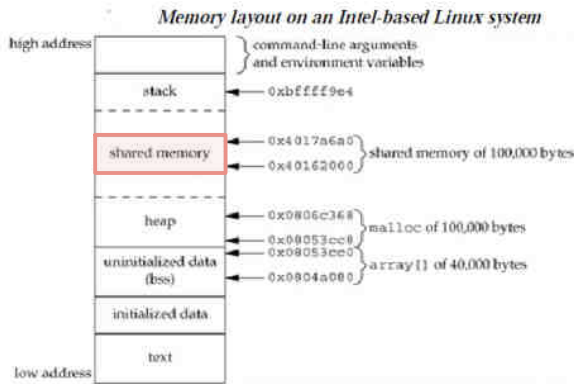 Memory layout on an Intel-based Linux system
high address
command-line arguments
and environment variables
stack
0xbffff9e4
shared memory
0x4017a6a0
0x40162000
shared memory of 100,000 bytes
heap
0x0806c368
0x08053cc8
malloc of 100,000 bytes
uninitialized data
(bss)
0x08053cc0
0x0804a080
array[] of 40,000 bytes
initialized data
text
low address